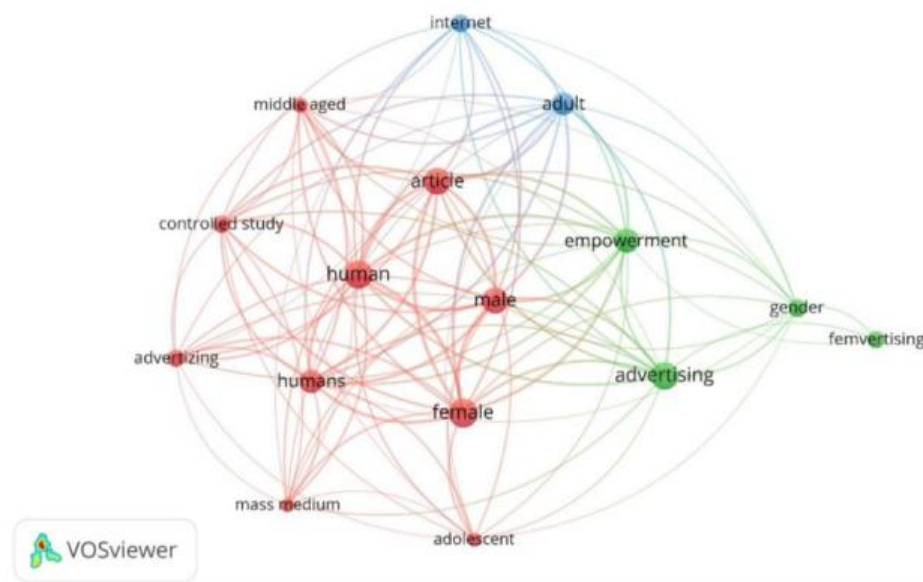 internet
middle aged
adult
article
controlled study
empowerment
human
male
gender
femvertising
advertizing
humans
advertising
female
mass medium
adolescent
VOSviewer